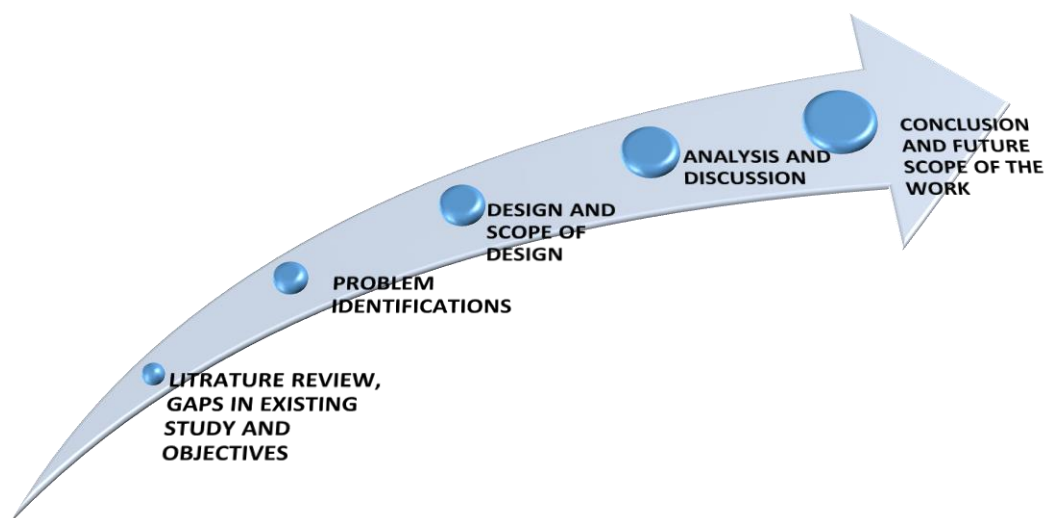 LITRATURE REVIEW,
GAPS IN EXISTING
STUDY AND
OBJECTIVES
PROBLEM
IDENTIFICATIONS
DESIGN AND
SCOPE OF
DESIGN
ANALYSIS AND
DISCUSSION
CONCLUSION
AND FUTURE
SCOPE OF THE
WORK